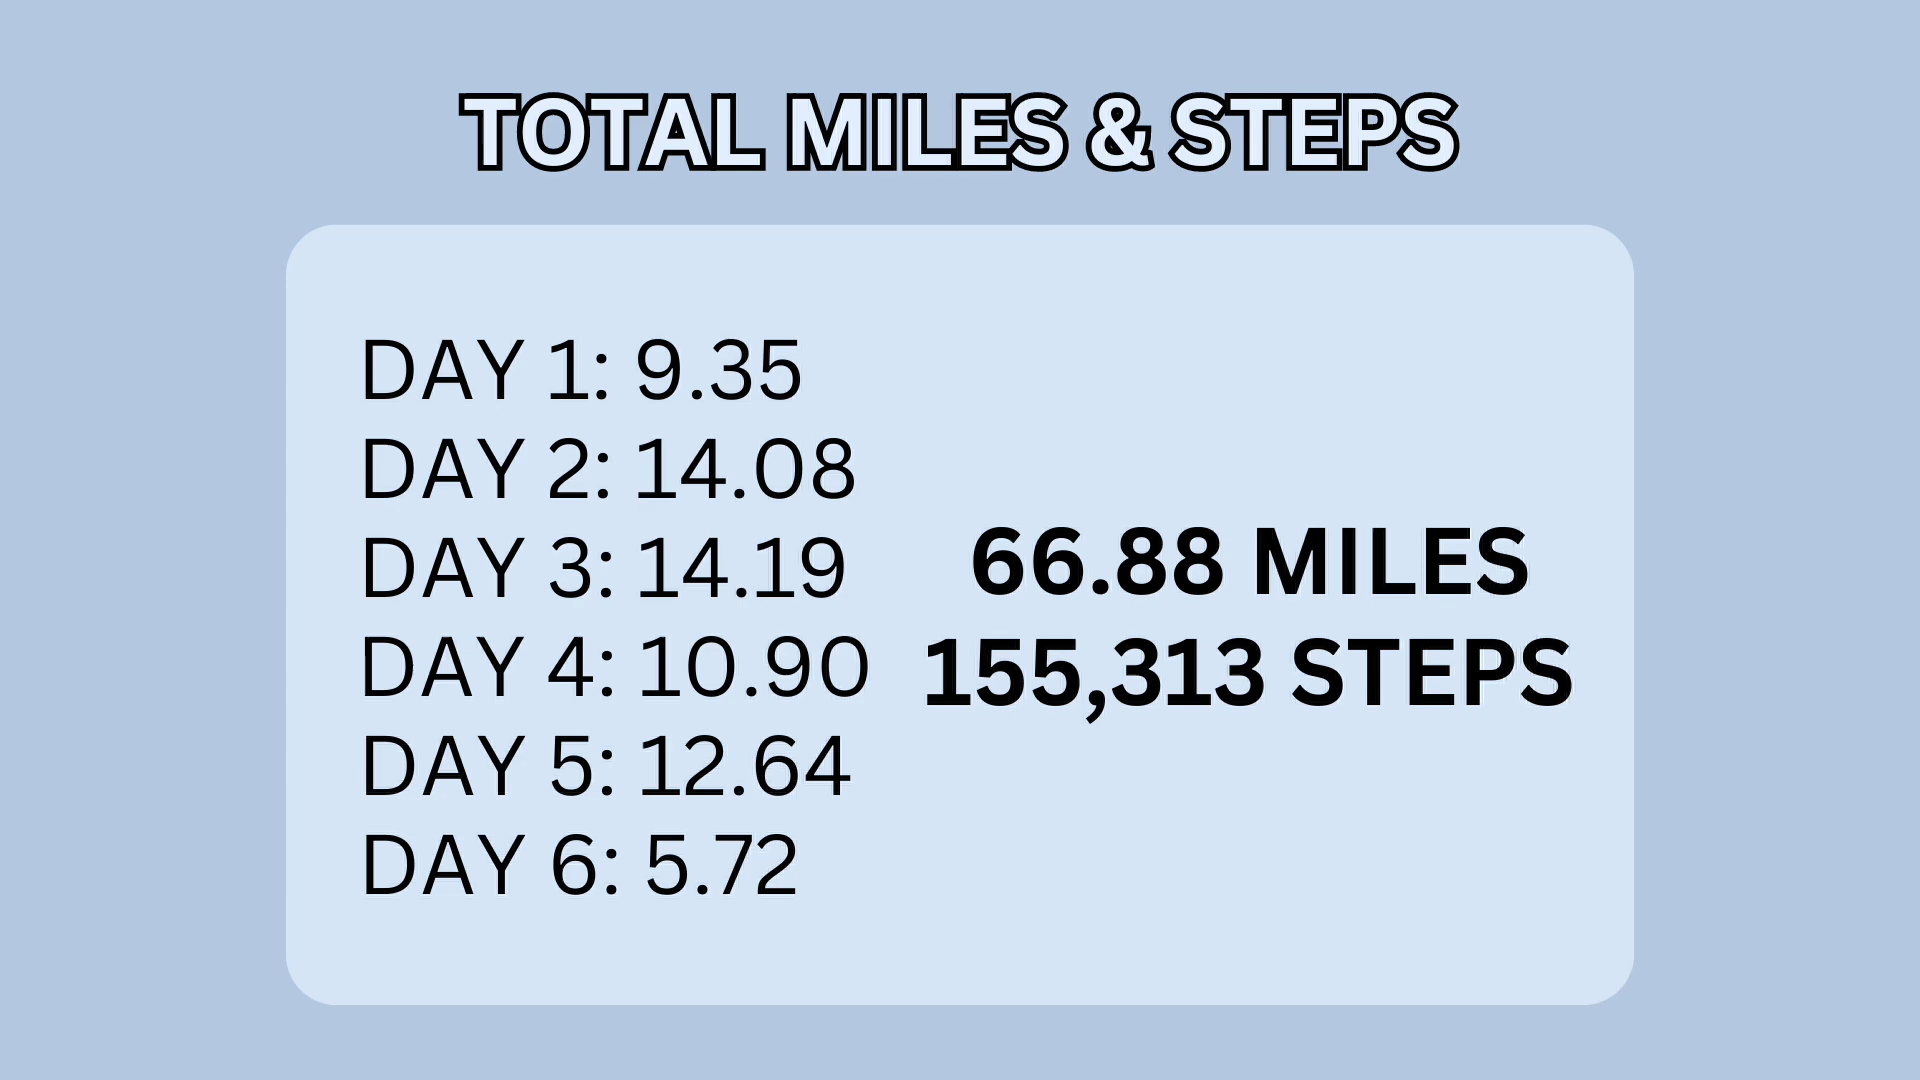 TOTAL MILES & STEPS
DAY 1: 9.35
DAY 2: 14.08
DAY 3: 14.19
DAY 4: 10.90
DAY 5: 12.64
DAY 6: 5.72
66.88 MILES
155,313 STEPS